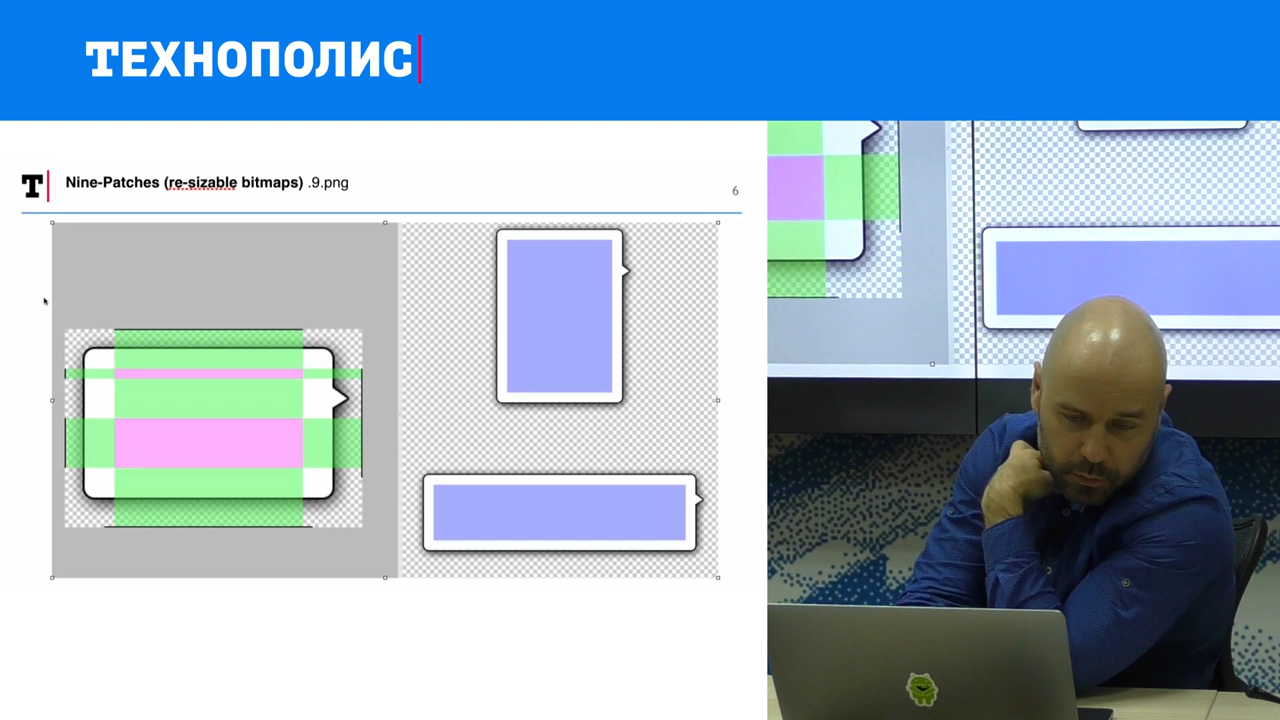 ТЕХНОПОЛИС
T Nine-Patches (re-sizable bitmaps) .9.png
6